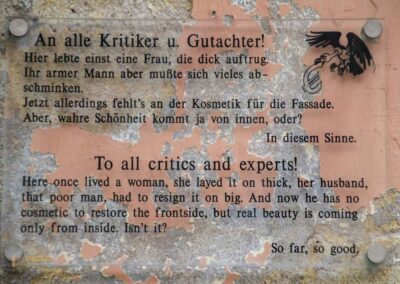 An alle Kritiker u. Gutachter!
Hier lebte einst eine Frau, die dick auftrug.
Ihr armer Mann aber mußte sich vieles ab-
schminken.
Jetzt allerdings fehlt's an der Kosmetik für die Fassade.
Aber, wahre Schönheit kommt ja von innen, oder?
In diesem Sinne.
To all critics and experts!
Here once lived a woman, she layed it on thick, her husband,
that poor man, had to resign it on big. And now he has no
cosmetic to restore the frontside, but real beauty is coming
only from inside. Isn't it?
So far, so good.